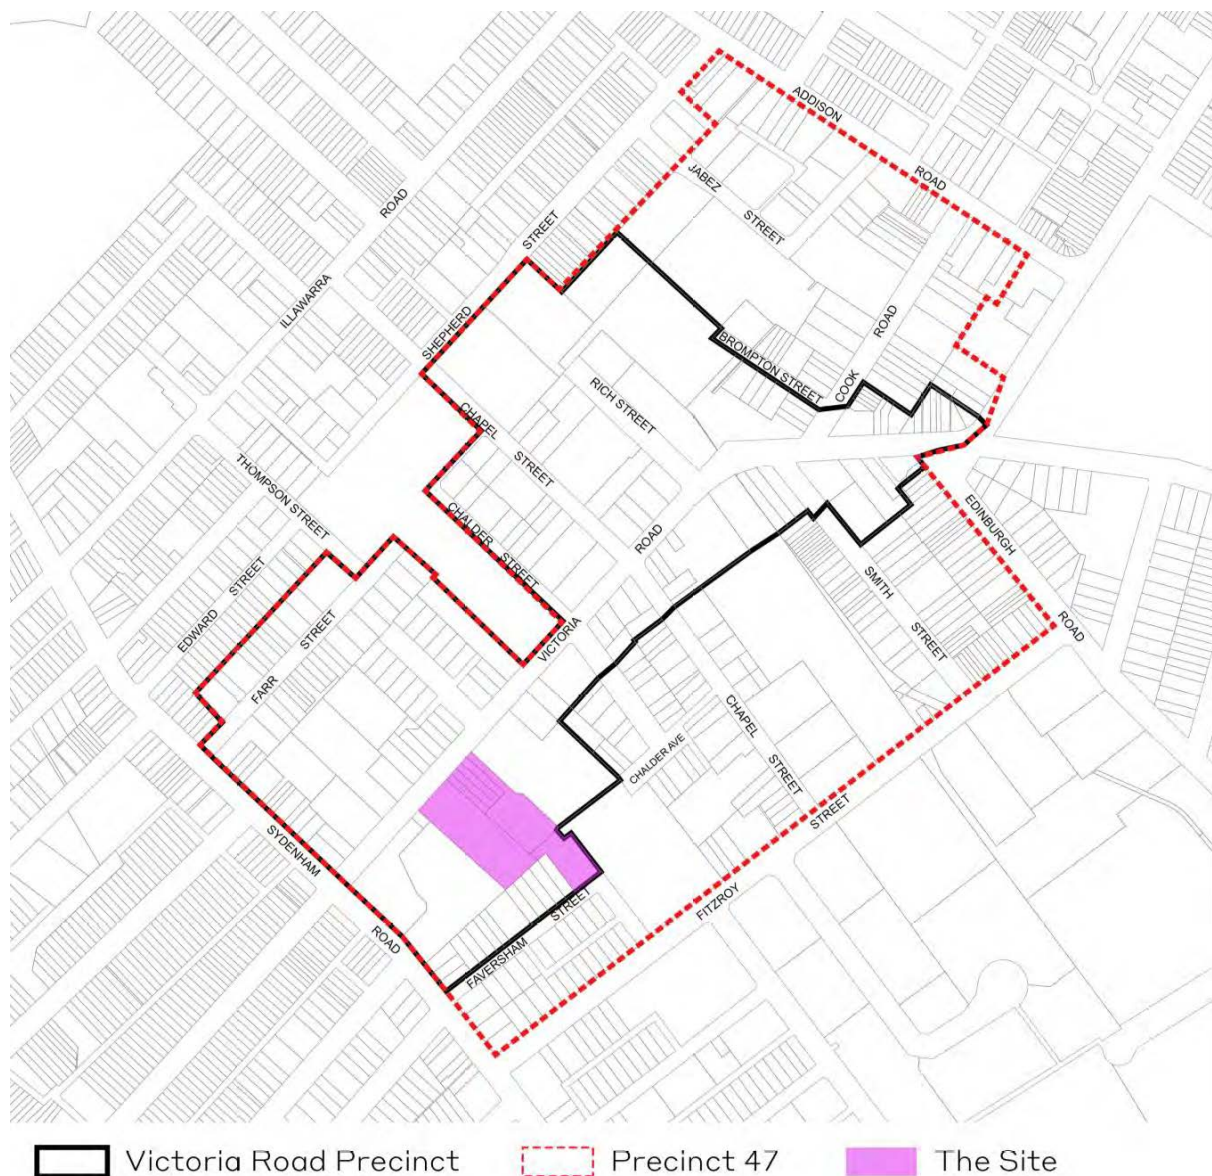 ADDISON
ROAD
JABEZ
STREET
ROAD
STREET
ILLAWARRA
SHEPHERD
ROAD
BROMPTON STREET
COOK
RICH STREET
CHAPEL
STREET
THOMPSON STREET
CHALDER STREET
ROAD
EDINBURGH
ROAD
SMITH
STREET
EDWARD STREET
FARR STREET
VICTORIA
CHAPEL
STREET
CHALDER AVE
SYDENHAM
ROAD
STREET
FITZROY
FAVERSHAM STREET
Victoria Road Precinct
Precinct 47
The Site